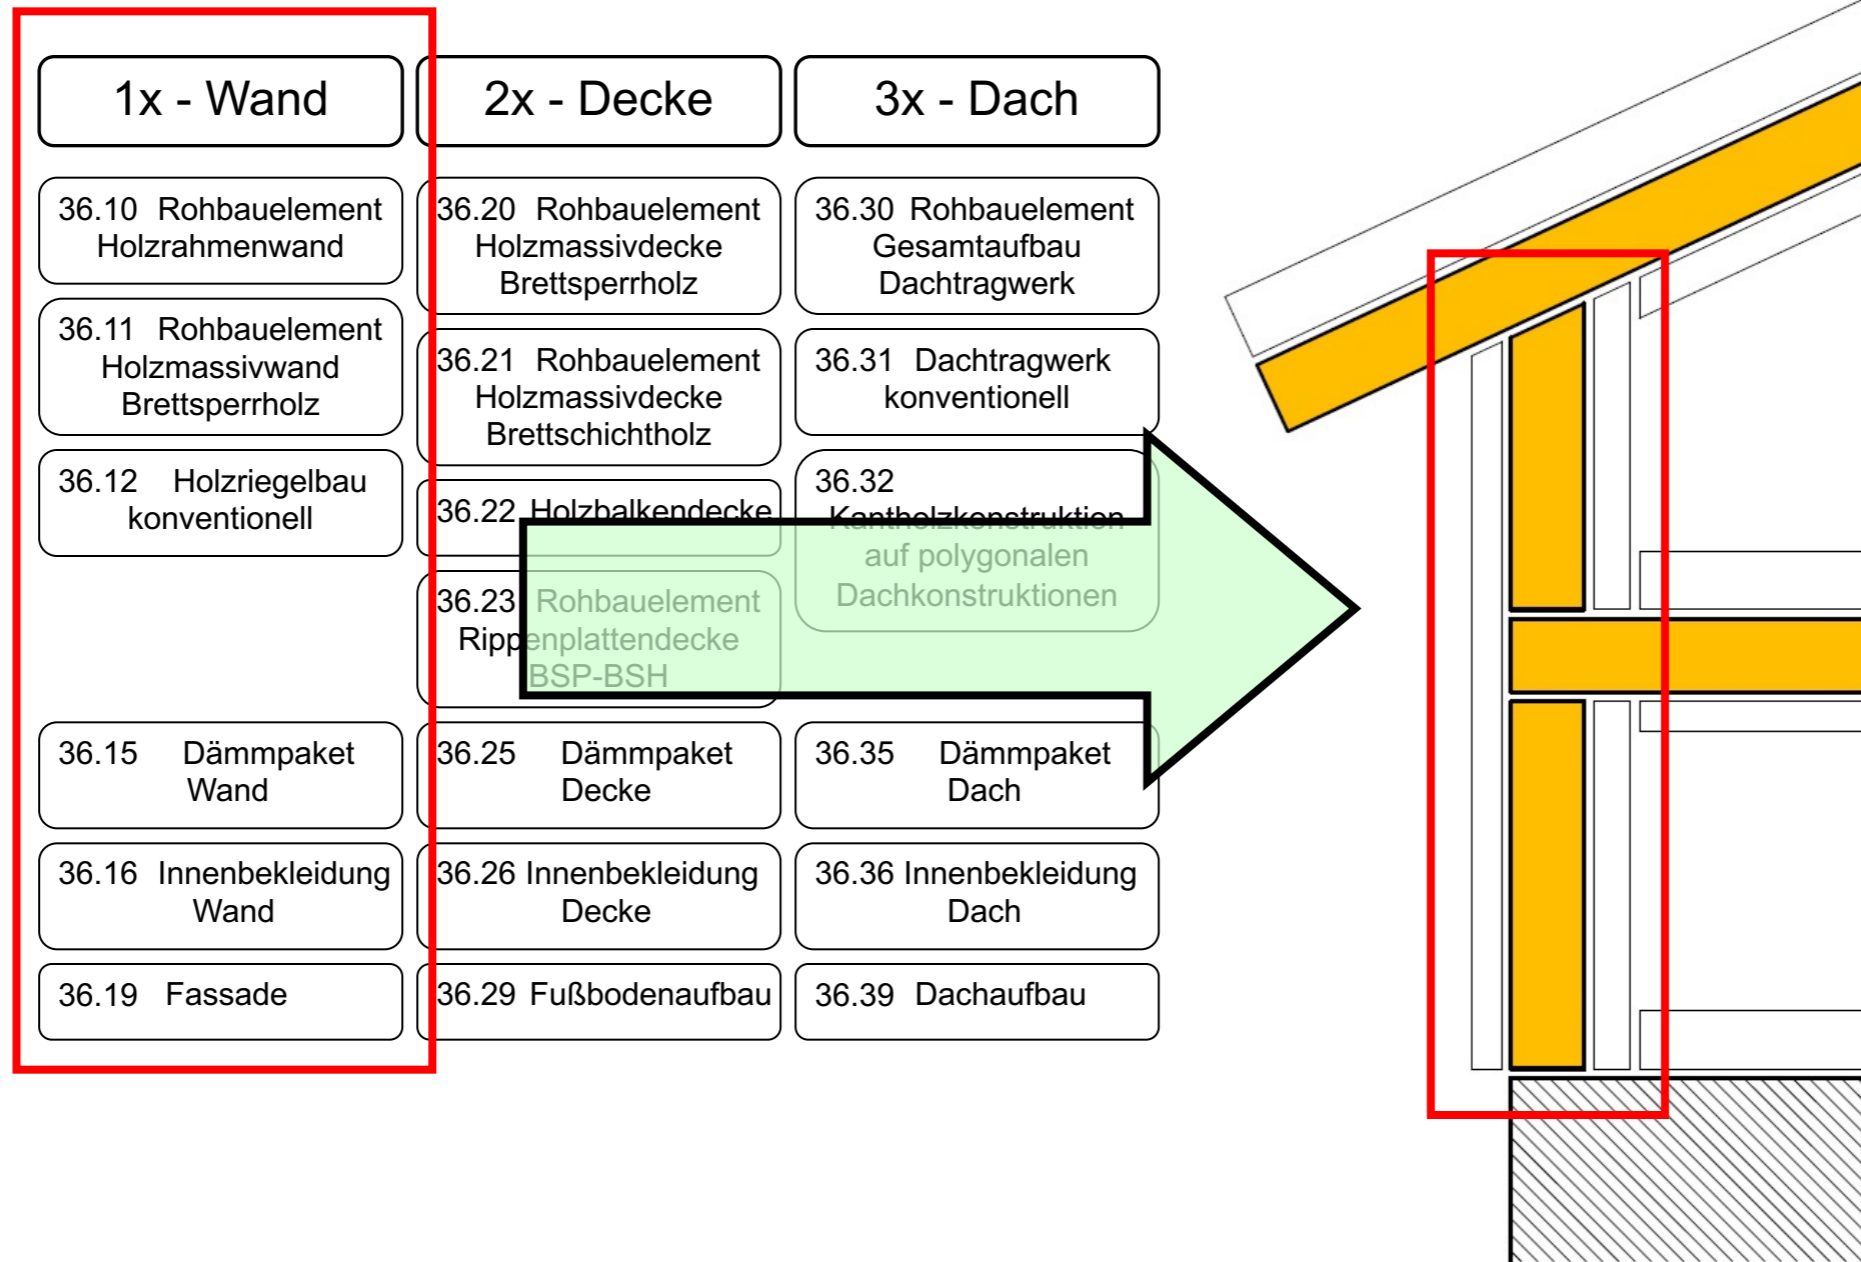 1x - Wand
36.10 Rohbauelement
Holzrahmenwand
36.11 Rohbauelement
Holzmassivwand
Brettsperrholz
36.12 Holzriegelbau
konventionell
36.15 Dämmpaket
Wand
36.16 Innenbekleidung
Wand
36.19 Fassade
2x - Decke
36.20 Rohbauelement
Holzmassivdecke
Brettsperrholz
36.21 Rohbauelement
Holzmassivdecke
Brettschichtholz
36.22 Holzbalkendecke
36.23 Rohbauelement
Rippenplattendecke
BSP-BSH
36.25 Dämmpaket
Decke
36.26 Innenbekleidung
Decke
36.29 Fußbodenaufbau
3x - Dach
36.30 Rohbauelement
Gesamtaufbau
Dachtragwerk
36.31 Dachtragwerk
konventionell
36.32
Kantholzkonstruktion
auf polygonalen
Dachkonstruktionen
36.35 Dämmpaket
Dach
36.36 Innenbekleidung
Dach
36.39 Dachaufbau